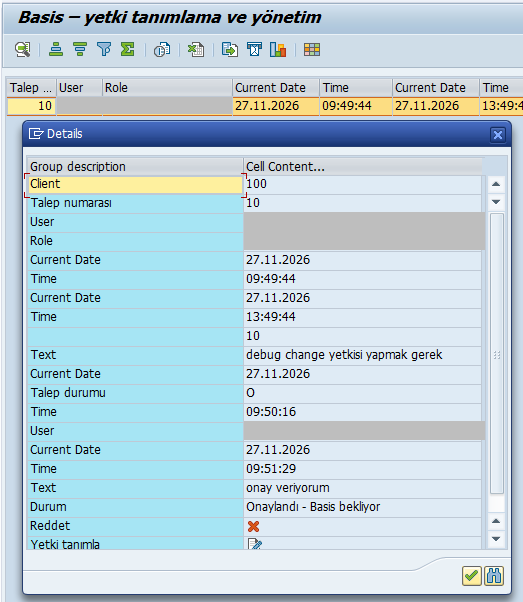 Basis – yetki tanımlama ve yönetim
Talep ... User Role Current Date Time Current Date Time
10 27.11.2026 09:49:44 27.11.2026 13:49:4
Details
Group description Cell Content...
Client 100
Talep numarası 10
User
Role
Current Date 27.11.2026
Time 09:49:44
Current Date 27.11.2026
Time 13:49:44
10
Text debug change yetkisi yapmak gerek
Current Date 27.11.2026
Talep durumu O
Time 09:50:16
User
Current Date 27.11.2026
Time 09:51:29
Text onay veriyorum
Durum Onaylandı - Basis bekliyor
Reddet
Yetki tanımla